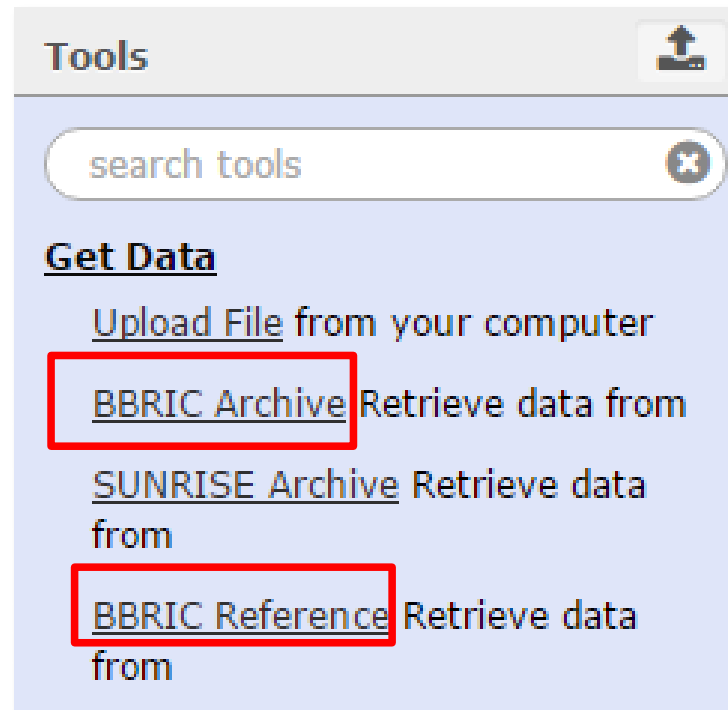 Tools
search tools
Get Data
Upload File from your computer
BBRIC Archive Retrieve data from
SUNRISE Archive Retrieve data
from
BBRIC Reference Retrieve data
from